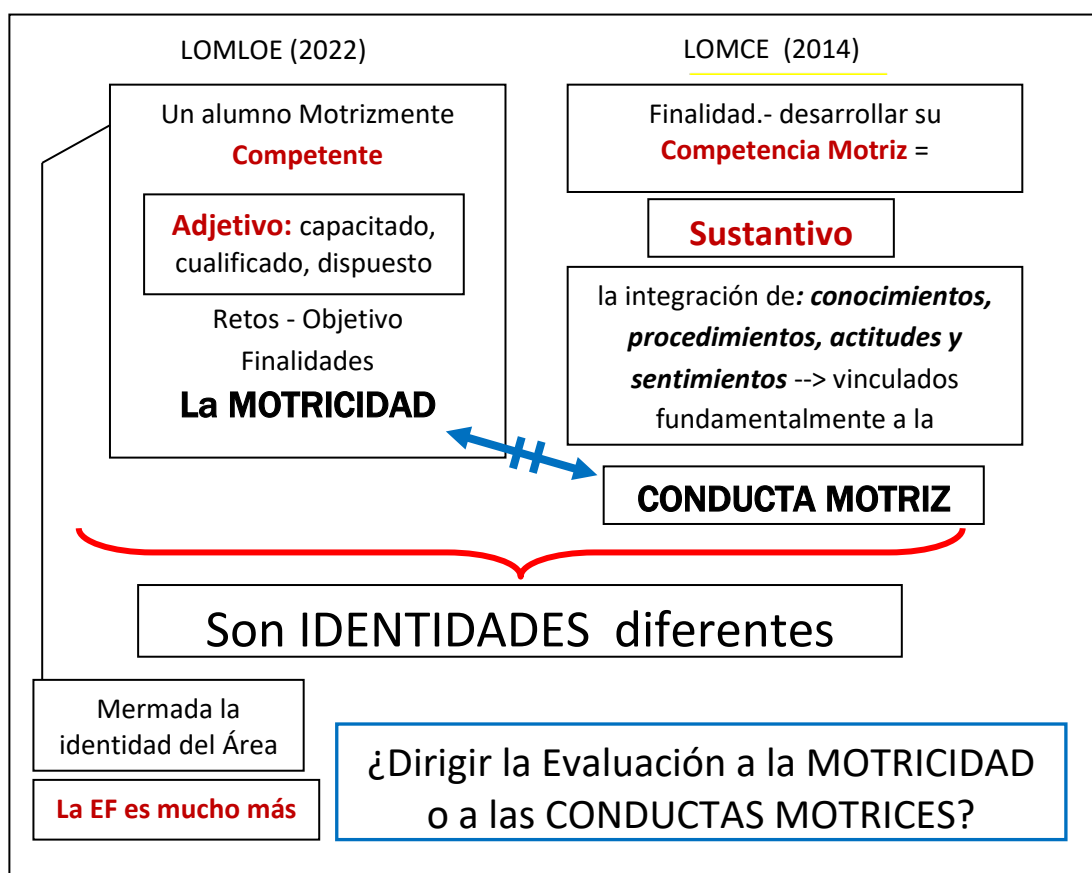 LOMLOE (2022)
Un alumno Motrizmente
Competente
Adjetivo: capacitado,
cualificado, dispuesto
Retos - Objetivo
Finalidades
La MOTRICIDAD
LOMCE (2014)
Finalidad.- desarrollar su
Competencia Motriz =
Sustantivo
la integración de: conocimientos,
procedimientos, actitudes y
sentimientos --> vinculados
fundamentalmente a la
CONDUCTA MOTRIZ
Son IDENTIDADES diferentes
Mermada la
identidad del Área
La EF es mucho más
¿Dirigir la Evaluación a la MOTRICIDAD
o a las CONDUCTAS MOTRICES?